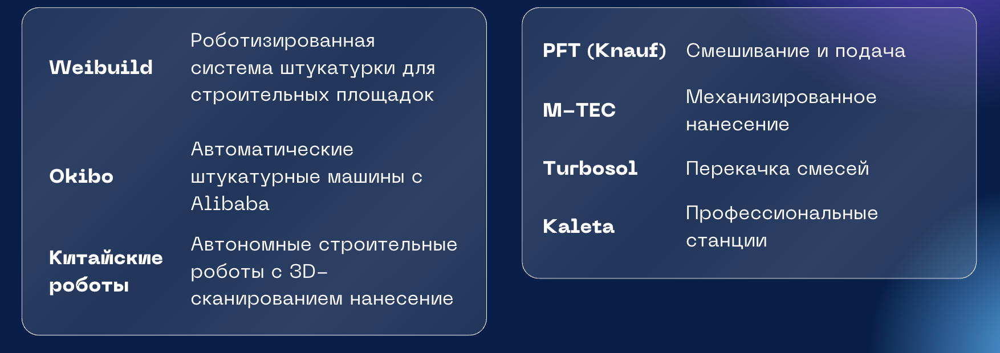 Weibuild
Роботизированная
система штукатурки для
строительных площадок
Okibo
Автоматические
штукатурные машины с
Alibaba
Китайские
роботы
Автономные строительные
роботы с 3D-
сканированием нанесение
PFT (Knauf)
Смешивание и подача
M-TEC
Механизированное
нанесение
Turbosol
Перекачка смесей
Kaleta
Профессиональные
станции